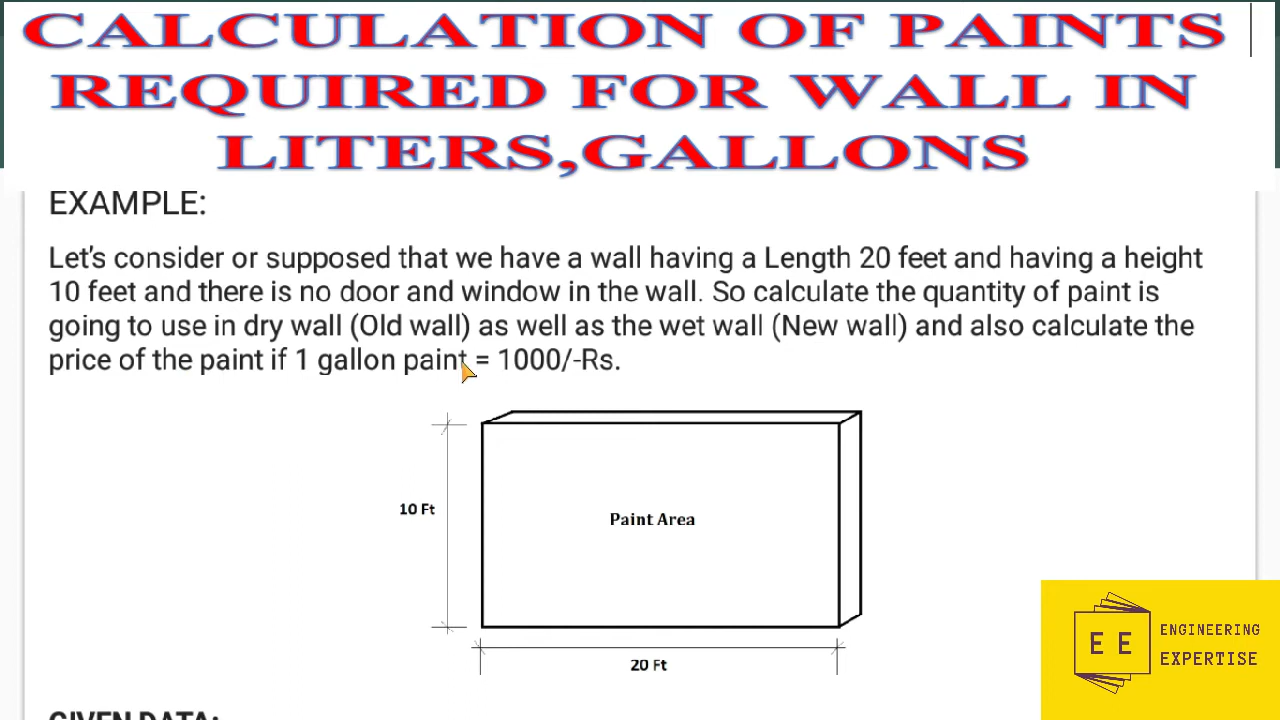 CALCULATION OF PAINTS
REQUIRED FOR WALL IN
LITERS,GALLONS
EXAMPLE:
Let's consider or supposed that we have a wall having a Length 20 feet and having a height
10 feet and there is no door and window in the wall. So calculate the quantity of paint is
going to use in dry wall (Old wall) as well as the wet wall (New wall) and also calculate the
price of the paint if 1 gallon paint = 1000/-Rs.
10 Ft
Paint Area
20 Ft
E E
ENGINEERING
EXPERTISE
GIVEN DATA: